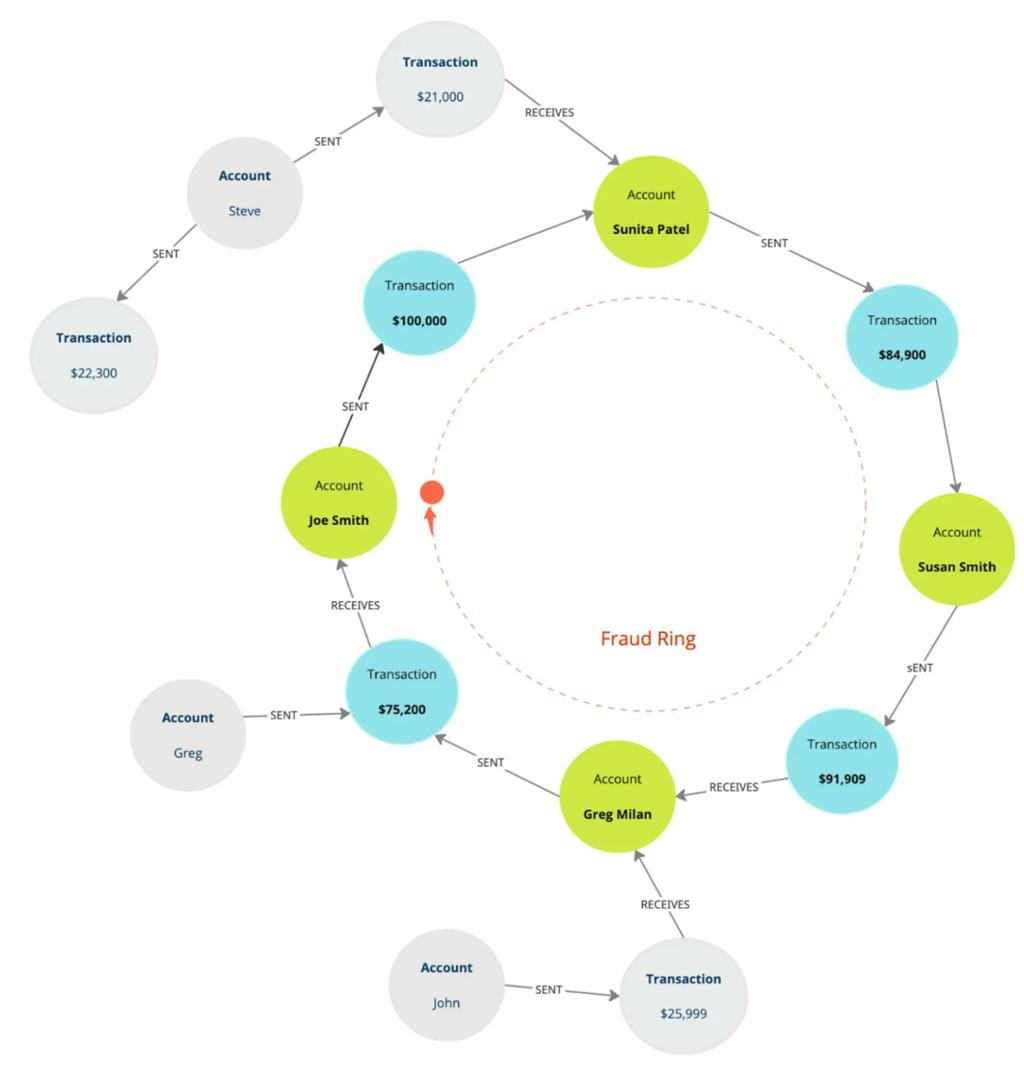 Transaction
$21,000
RECEIVES
SENT
Account
Steve
Account
Sunita Patel
SENT
SENT
Transaction
$100,000
Transaction
$84,900
Transaction
$22,300
SENT
Account
Joe Smith
Account
Susan Smith
RECEIVES
Fraud Ring
sENT
Transaction
$75,200
Account
Greg
SENT
SENT
Transaction
$91,909
RECEIVES
Account
Greg Milan
RECEIVES
Account
John
SENT
Transaction
$25,999